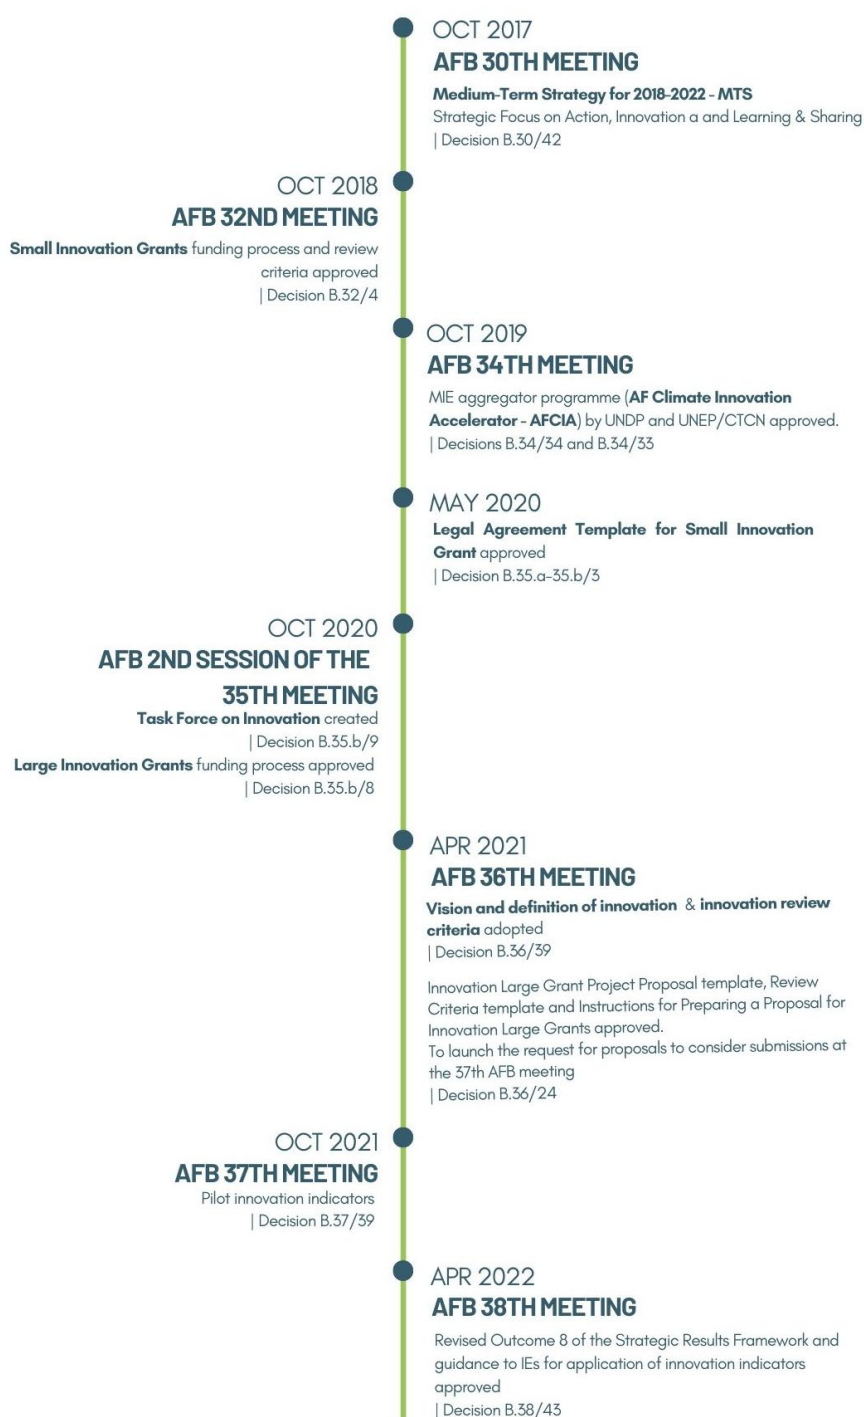 OCT 2017
AFB 30TH MEETING
Medium-Term Strategy for 2018-2022 - MTS
Strategic Focus on Action, Innovation a and Learning & Sharing
| Decision B.30/42
OCT 2018
AFB 32ND MEETING
Small Innovation Grants funding process and review
criteria approved
| Decision B.32/4
OCT 2019
AFB 34TH MEETING
MIE aggregator programme (AF Climate Innovation
Accelerator - AFCIA) by UNDP and UNEP/CTCN approved.
| Decisions B.34/34 and B.34/33
MAY 2020
Legal Agreement Template for Small Innovation
Grant approved
| Decision B.35.a-35.b/3
OCT 2020
AFB 2ND SESSION OF THE
35TH MEETING
Task Force on Innovation created
| Decision B.35.b/9
Large Innovation Grants funding process approved
| Decision B.35.b/8
APR 2021
AFB 36TH MEETING
Vision and definition of innovation & innovation review
criteria adopted
| Decision B.36/39
Innovation Large Grant Project Proposal template, Review
Criteria template and Instructions for Preparing a Proposal for
Innovation Large Grants approved.
To launch the request for proposals to consider submissions at
the 37th AFB meeting
| Decision B.36/24
OCT 2021
AFB 37TH MEETING
Pilot innovation indicators
| Decision B.37/39
APR 2022
AFB 38TH MEETING
Revised Outcome 8 of the Strategic Results Framework and
guidance to IEs for application of innovation indicators
approved
| Decision B.38/43